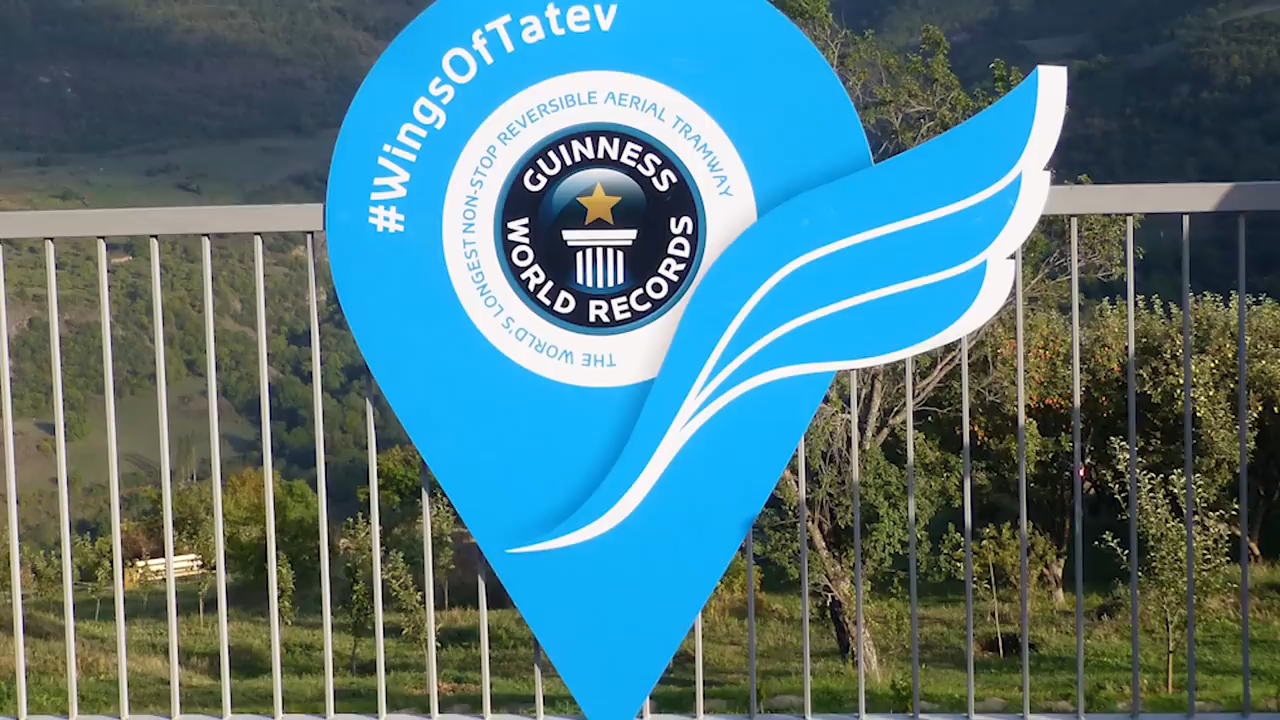 #WingsOfTatev
THE WORLD'S LONGEST NON-STOP REVERSIBLE AERIAL TRAMWAY
GUINNESS
WORLD RECORDS